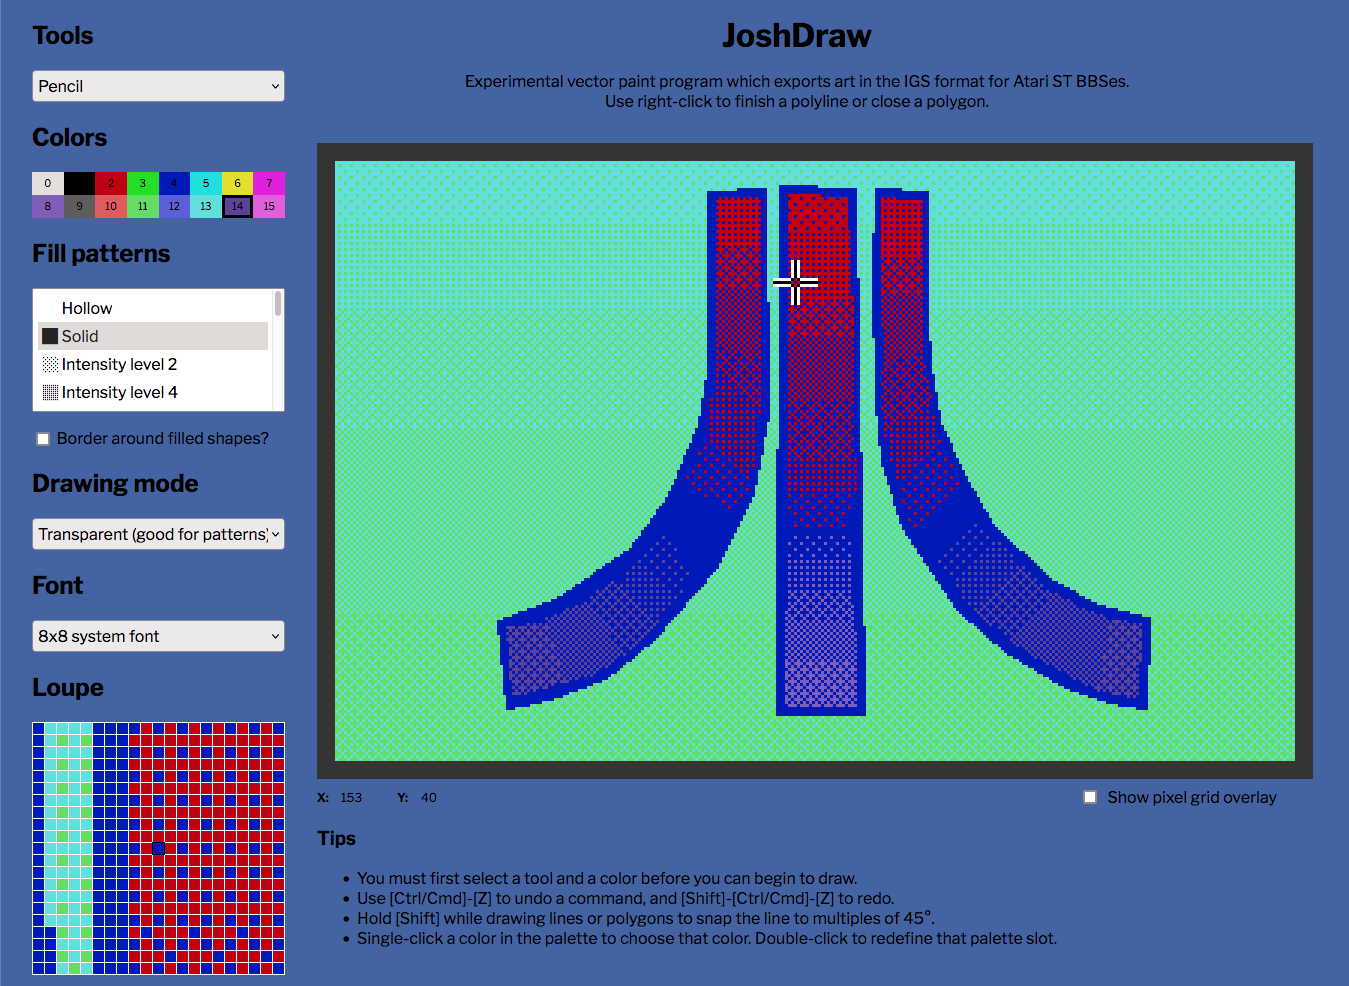 Tools
Pencil
Colors
0 2 3 4 5 6 7
8 9 10 11 12 13 14 15
Fill patterns
Hollow
Solid
Intensity level 2
Intensity level 4
Border around filled shapes?
Drawing mode
Transparent (good for patterns)
Font
8x8 system font
Loupe
JoshDraw
Experimental vector paint program which exports art in the IGS format for Atari ST BBSes.
Use right-click to finish a polyline or close a polygon.
X: 153 Y: 40
Show pixel grid overlay
Tips
• You must first select a tool and a color before you can begin to draw.
• Use [Ctrl/Cmd]-[Z] to undo a command, and [Shift]-[Ctrl/Cmd]-[Z] to redo.
• Hold [Shift] while drawing lines or polygons to snap the line to multiples of 45°.
• Single-click a color in the palette to choose that color. Double-click to redefine that palette slot.